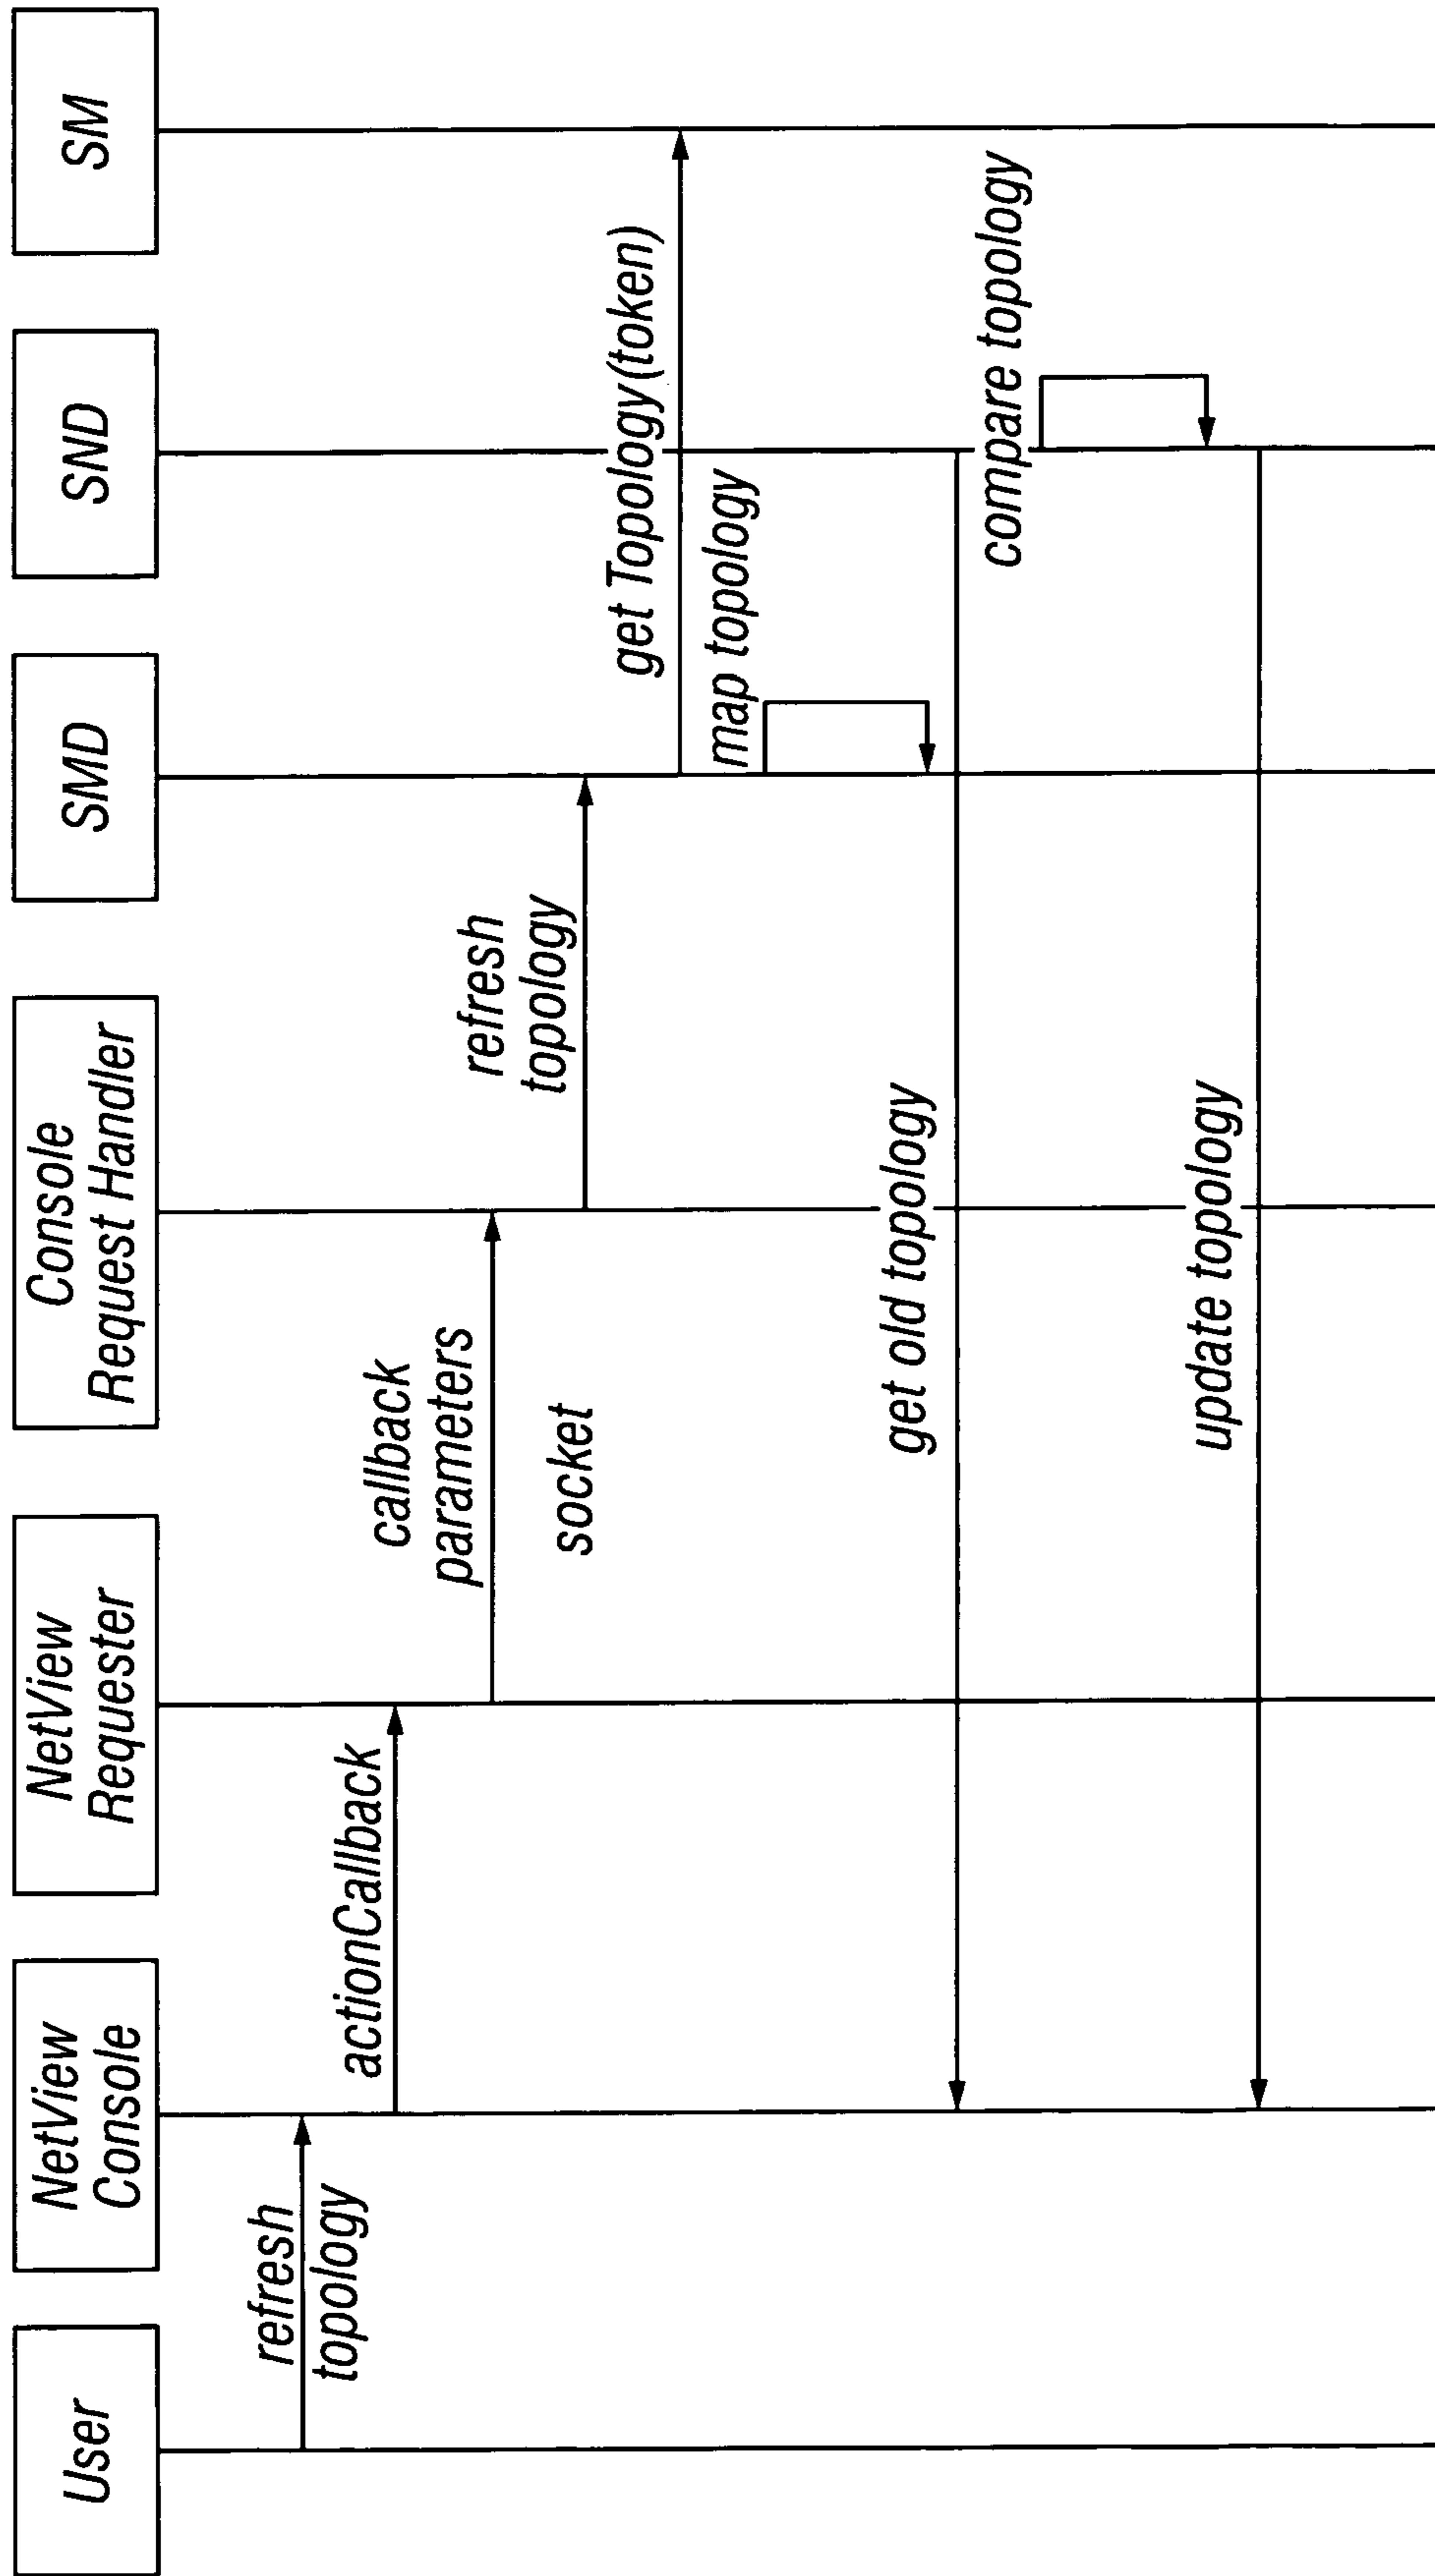 User
NetView
Console
NetView
Requester
Console
Request Handler
SMD
SND
SM
refresh
topology
actionCallback
callback
parameters
socket
refresh
topology
get Topology(token)
map topology
get old topology
compare topology
update topology